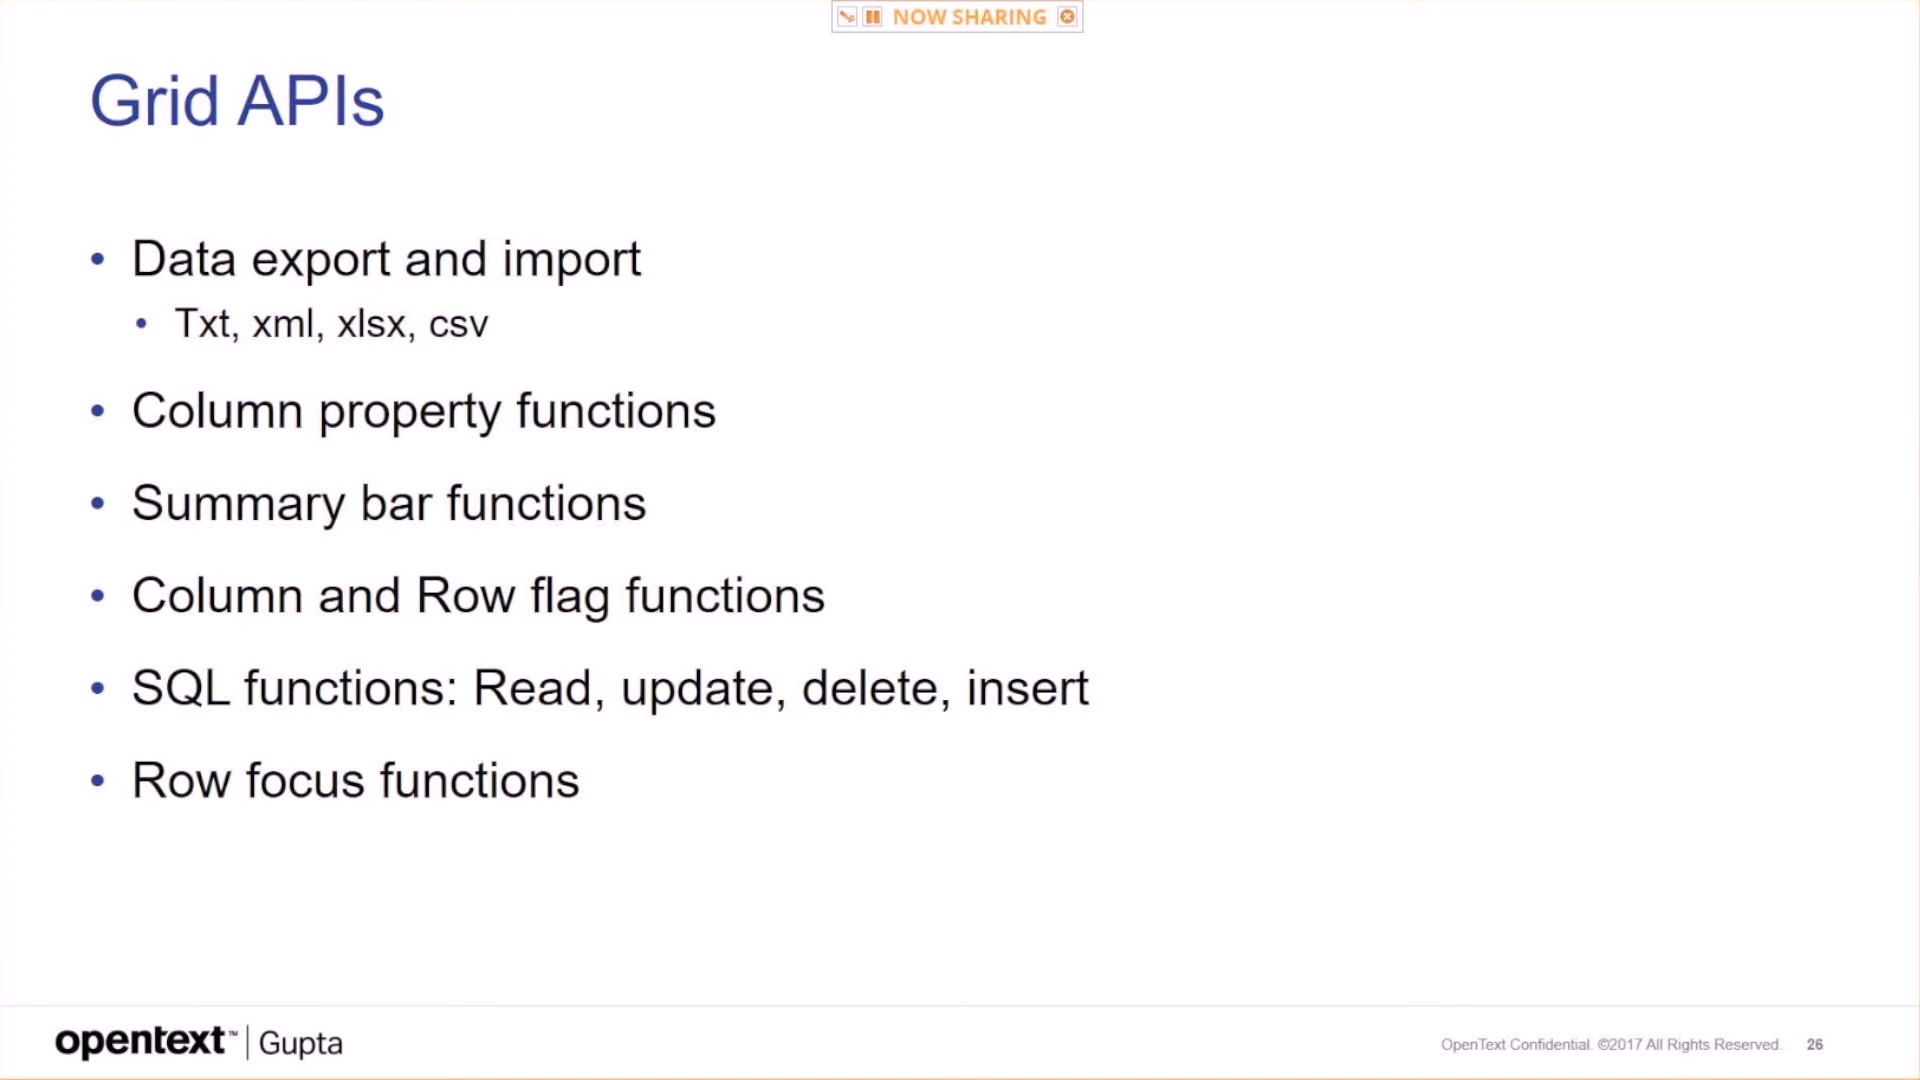 NOW SHARING
Grid APIs
• Data export and import
• Txt, xml, xlsx, csv
• Column property functions
• Summary bar functions
• Column and Row flag functions
• SQL functions: Read, update, delete, insert
• Row focus functions
opentext™ | Gupta
OpenText Confidential. ©2017 All Rights Reserved. 26